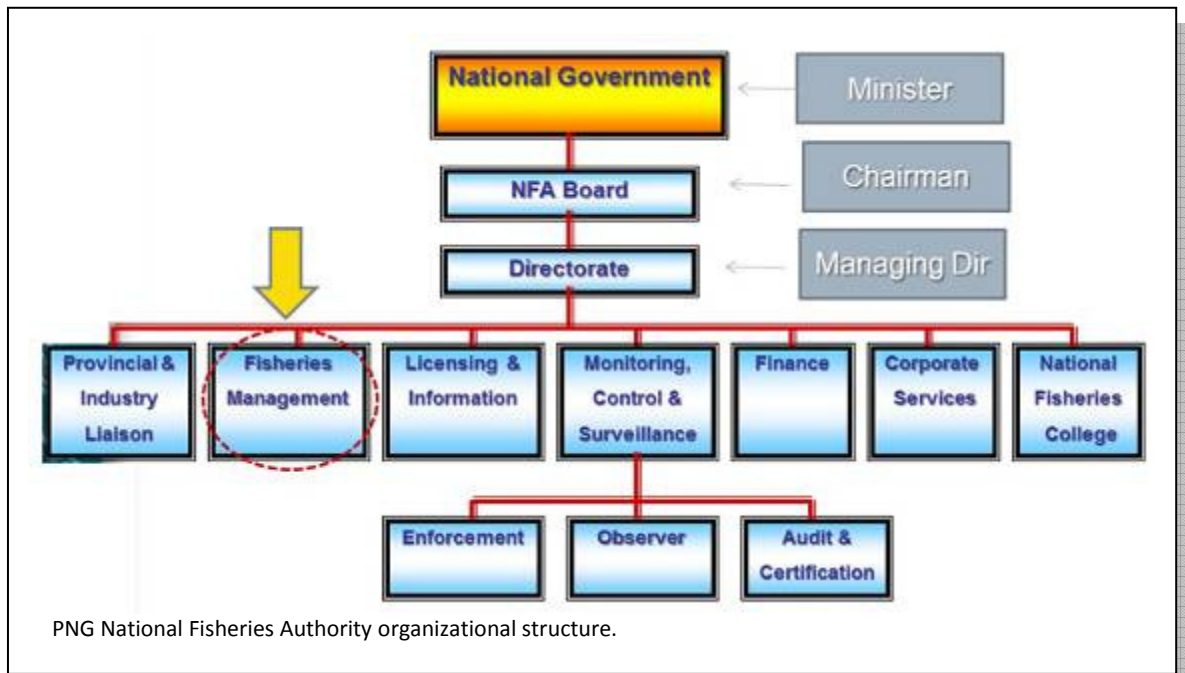 National Government
Minister
NFA Board
Chairman
Directorate
Managing Dir
Provincial &
Industry
Liaison
Fisheries
Management
Licensing &
Information
Monitoring,
Control &
Surveillance
Finance
Corporate
Services
National
Fisheries
College
Enforcement
Observer
Audit &
Certification
PNG National Fisheries Authority organizational structure.